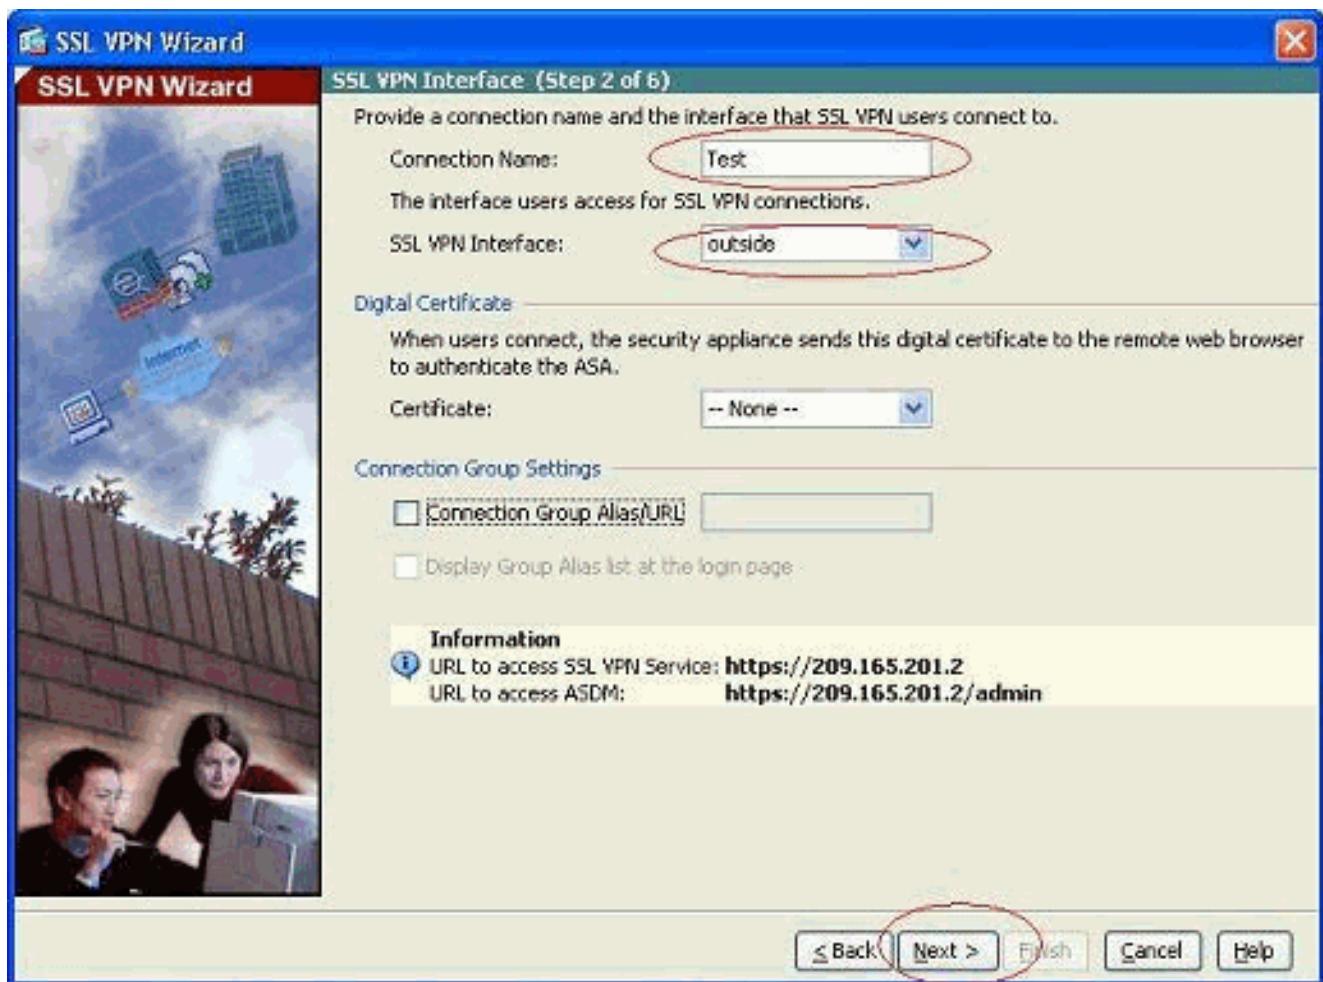 SSL VPN Wizard
SSL VPN Wizard
SSL VPN Interface (Step 2 of 6)
Provide a connection name and the interface that SSL VPN users connect to.
Connection Name: Test
The interface users access for SSL VPN connections.
SSL VPN Interface: outside
Digital Certificate
When users connect, the security appliance sends this digital certificate to the remote web browser
to authenticate the ASA.
Certificate: -- None --
Connection Group Settings
Connection Group Alias/URL
Display Group Alias list at the login page
Information
URL to access SSL VPN Service: https://209.165.201.2
URL to access ASDM: https://209.165.201.2/admin
Internet
< Back Next > Finish Cancel Help